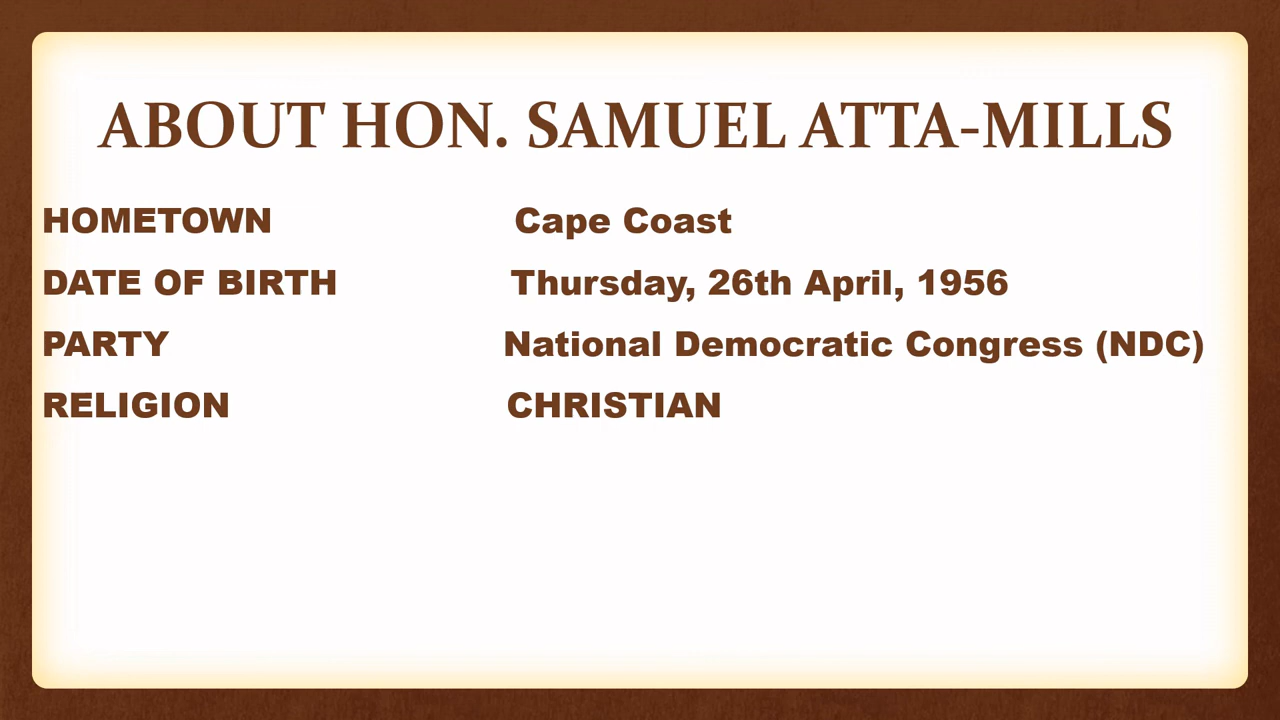 ABOUT HON. SAMUEL ATTA-MILLS
HOMETOWN Cape Coast
DATE OF BIRTH Thursday, 26th April, 1956
PARTY National Democratic Congress (NDC)
RELIGION CHRISTIAN